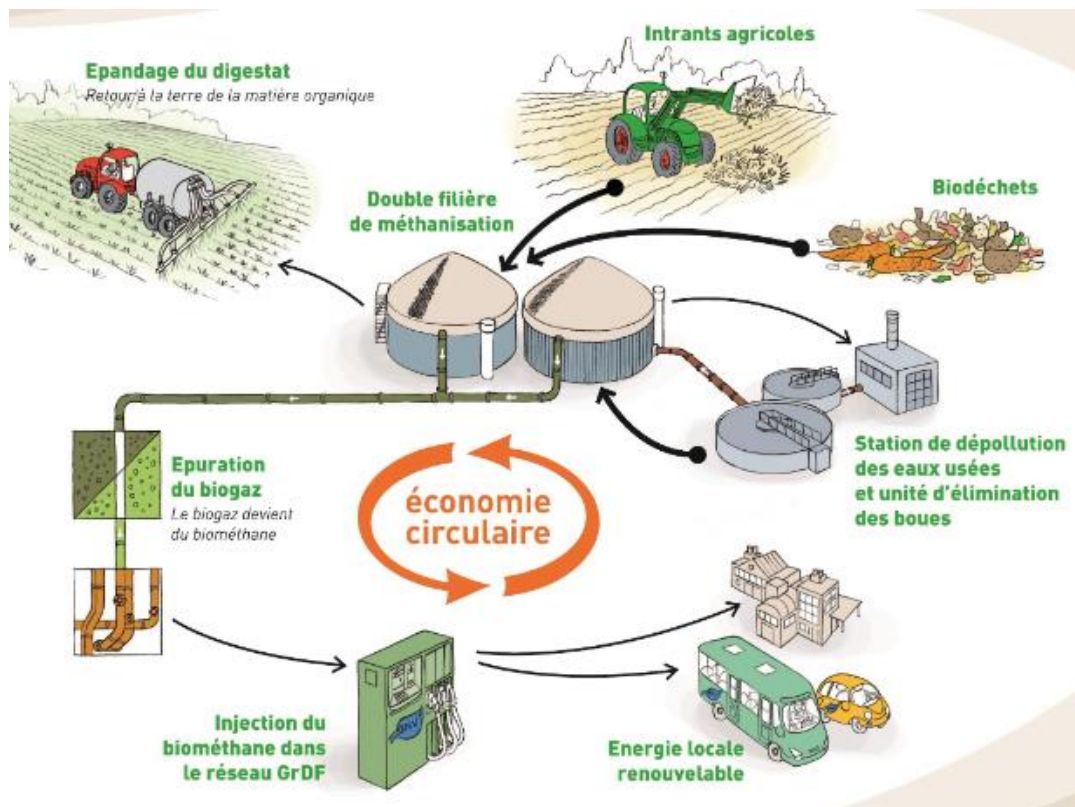 Intrants agricoles
Epandage du digestat
Retour à la terre de la matière organique
Biodéchets
Double filière
de méthanisation
Station de dépollution
des eaux usées
et unité d'élimination
des boues
Epuration
du biogaz
Le biogaz devient
du biométhane
économie
circulaire
Injection du
biométhane dans
le réseau GrDF
Energie locale
renouvelable